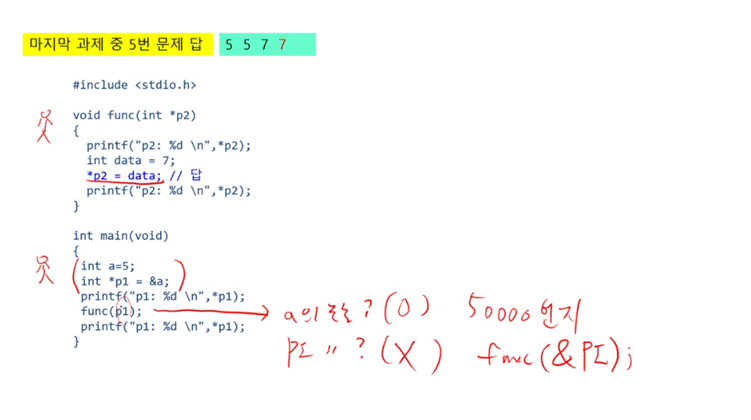 마지막 과제 중 5번 문제 답 5 5 7 7
#include <stdio.h>
void func(int *p2)
{
printf("p2: %d \n",*p2);
int data = 7;
*p2 = data; // 답
printf("p2: %d \n",*p2);
}
int main(void)
{
int a=5;
int *p1 = &a;
printf("p1: %d \n",*p1);
func(p1);
printf("p1: %d \n",*p1);
}
a의 ? (O) 50000번지
P1 〃 ? (X) func(&P1);